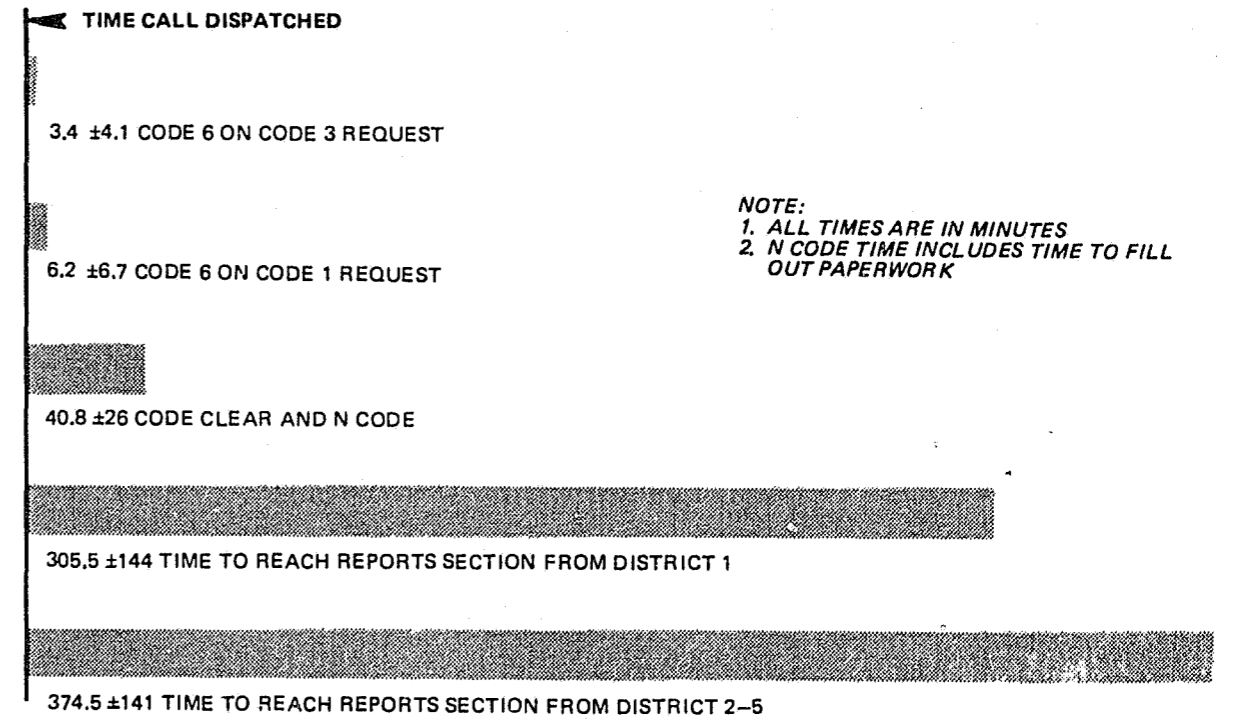 TIME CALL DISPATCHED
3.4 ±4.1 CODE 6 ON CODE 3 REQUEST
NOTE:
1. ALL TIMES ARE IN MINUTES
2. N CODE TIME INCLUDES TIME TO FILL
OUT PAPERWORK
6.2 ±6.7 CODE 6 ON CODE 1 REQUEST
40.8 ±26 CODE CLEAR AND N CODE
305.5 ±144 TIME TO REACH REPORTS SECTION FROM DISTRICT 1
374.5 ±141 TIME TO REACH REPORTS SECTION FROM DISTRICT 2–5